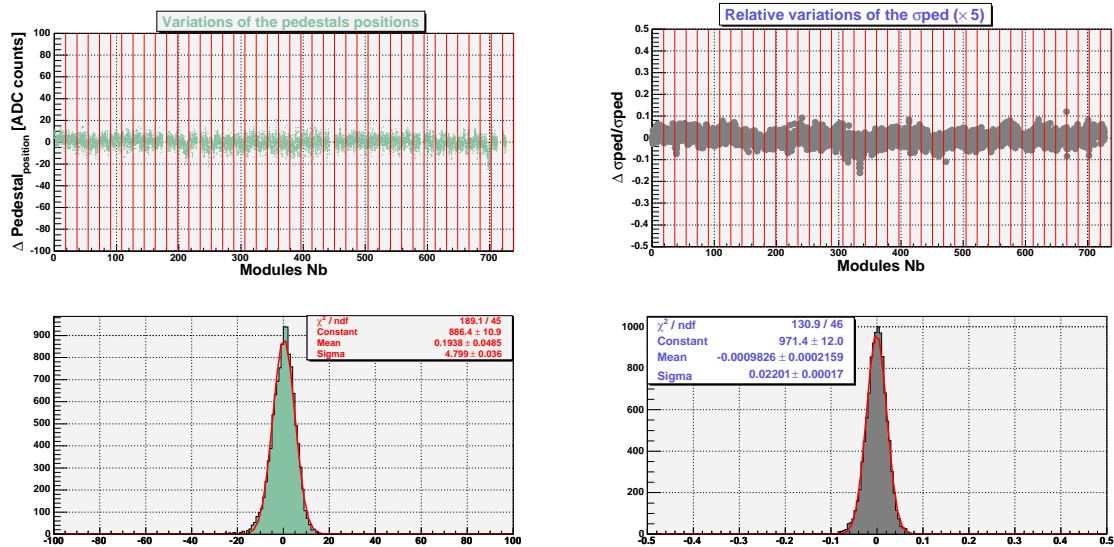 Variations of the pedestals positions
Δ Pedestal_position [ADC counts]
100
80
60
40
20
0
-20
-40
-60
-80
-100
0 100 200 300 400 500 600 700
Modules Nb
Relative variations of the σped (× 5)
Δ σped/σped
0.5
0.4
0.3
0.2
0.1
0
-0.1
-0.2
-0.3
-0.4
-0.5
0 100 200 300 400 500 600 700
Modules Nb
χ² / ndf 189.1 / 45
Constant 886.4 ± 10.9
Mean 0.1938 ± 0.0485
Sigma 4.799 ± 0.036
900
800
700
600
500
400
300
200
100
0
-100 -80 -60 -40 -20 0 20 40 60 80 100
χ² / ndf 130.9 / 46
Constant 971.4 ± 12.0
Mean -0.0009826 ± 0.0002159
Sigma 0.02201 ± 0.00017
1000
800
600
400
200
0
-0.5 -0.4 -0.3 -0.2 -0.1 0 0.1 0.2 0.3 0.4 0.5